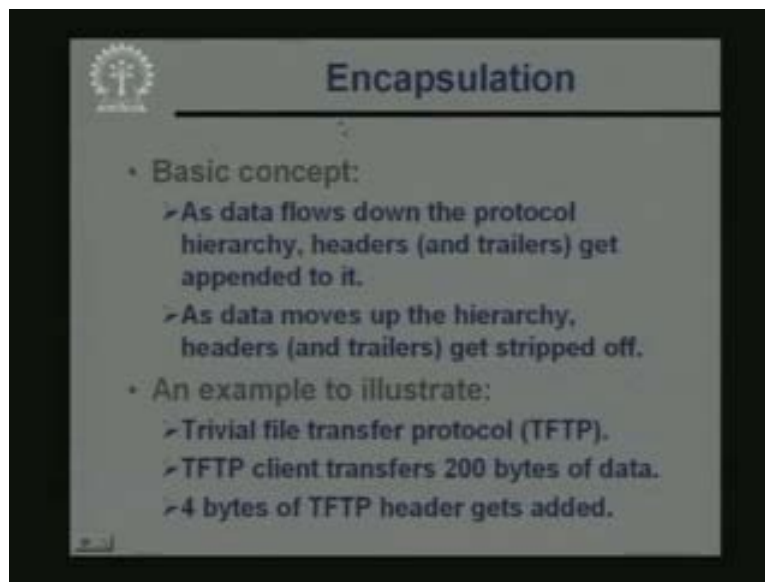 Encapsulation
• Basic concept:
➢As data flows down the protocol
hierarchy, headers (and trailers) get
appended to it.
➢As data moves up the hierarchy,
headers (and trailers) get stripped off.
• An example to illustrate:
➢Trivial file transfer protocol (TFTP).
➢TFTP client transfers 200 bytes of data.
➢4 bytes of TFTP header gets added.